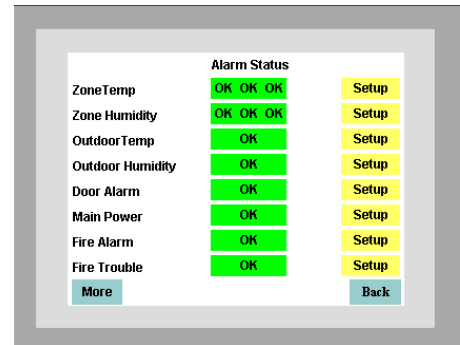 Alarm Status
ZoneTemp OK OK OK Setup
Zone Humidity OK OK OK Setup
OutdoorTemp OK Setup
Outdoor Humidity OK Setup
Door Alarm OK Setup
Main Power OK Setup
Fire Alarm OK Setup
Fire Trouble OK Setup
More Back